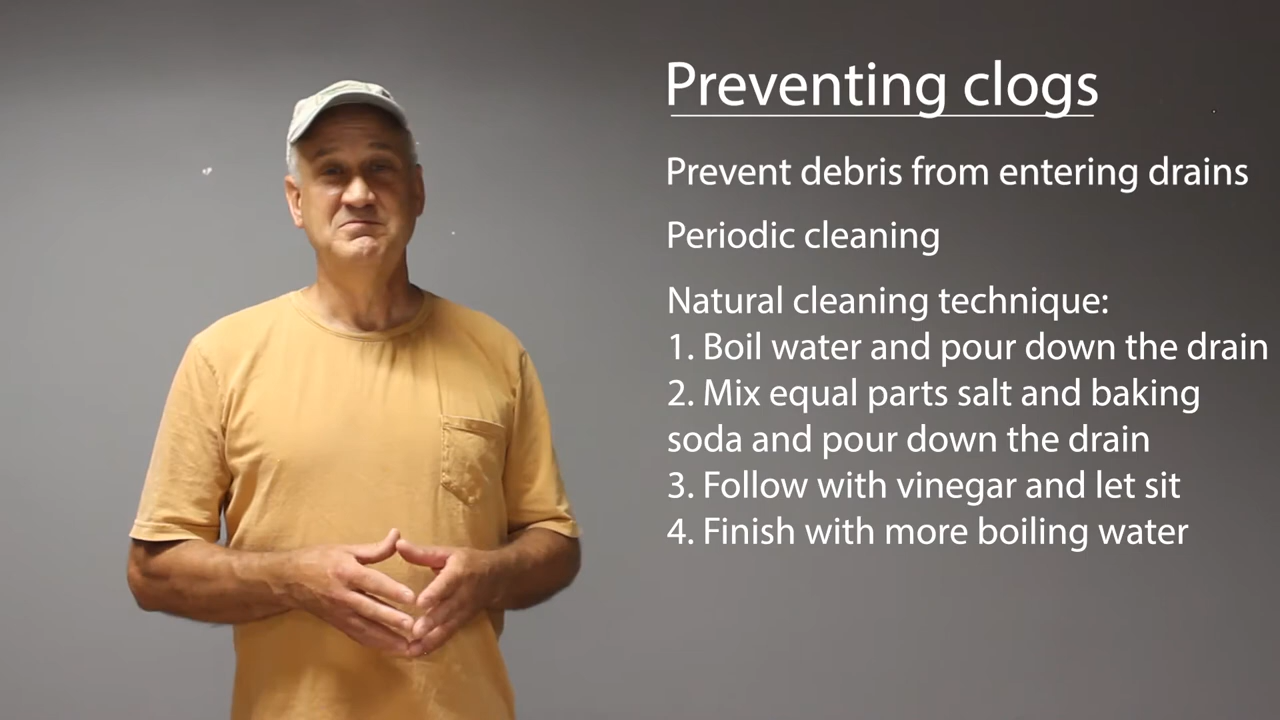 Preventing clogs
Prevent debris from entering drains
Periodic cleaning
Natural cleaning technique:
1. Boil water and pour down the drain
2. Mix equal parts salt and baking
soda and pour down the drain
3. Follow with vinegar and let sit
4. Finish with more boiling water